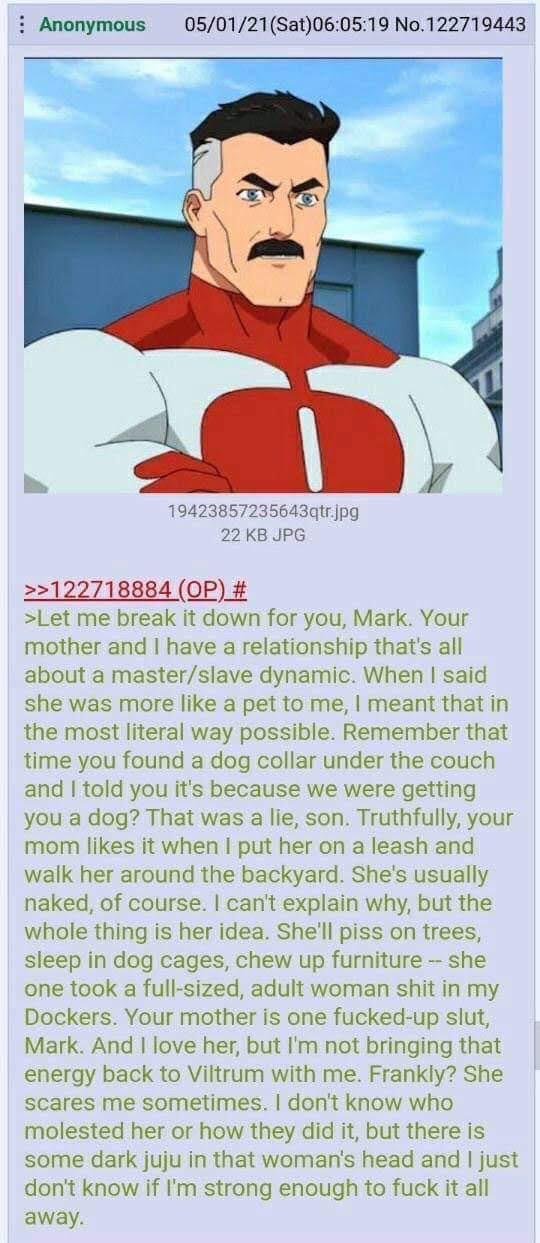 Anonymous 05/01/21(Sat)06:05:19 No.122719443
19423857235643qtr.jpg
22 KB JPG
>>122718884 (OP) #
>Let me break it down for you, Mark. Your
mother and I have a relationship that's all
about a master/slave dynamic. When I said
she was more like a pet to me, I meant that in
the most literal way possible. Remember that
time you found a dog collar under the couch
and I told you it's because we were getting
you a dog? That was a lie, son. Truthfully, your
mom likes it when I put her on a leash and
walk her around the backyard. She's usually
naked, of course. I can't explain why, but the
whole thing is her idea. She'll piss on trees,
sleep in dog cages, chew up furniture -- she
one took a full-sized, adult woman shit in my
Dockers. Your mother is one fucked-up slut,
Mark. And I love her, but I'm not bringing that
energy back to Viltrum with me. Frankly? She
scares me sometimes. I don't know who
molested her or how they did it, but there is
some dark juju in that woman's head and I just
don't know if I'm strong enough to fuck it all
away.